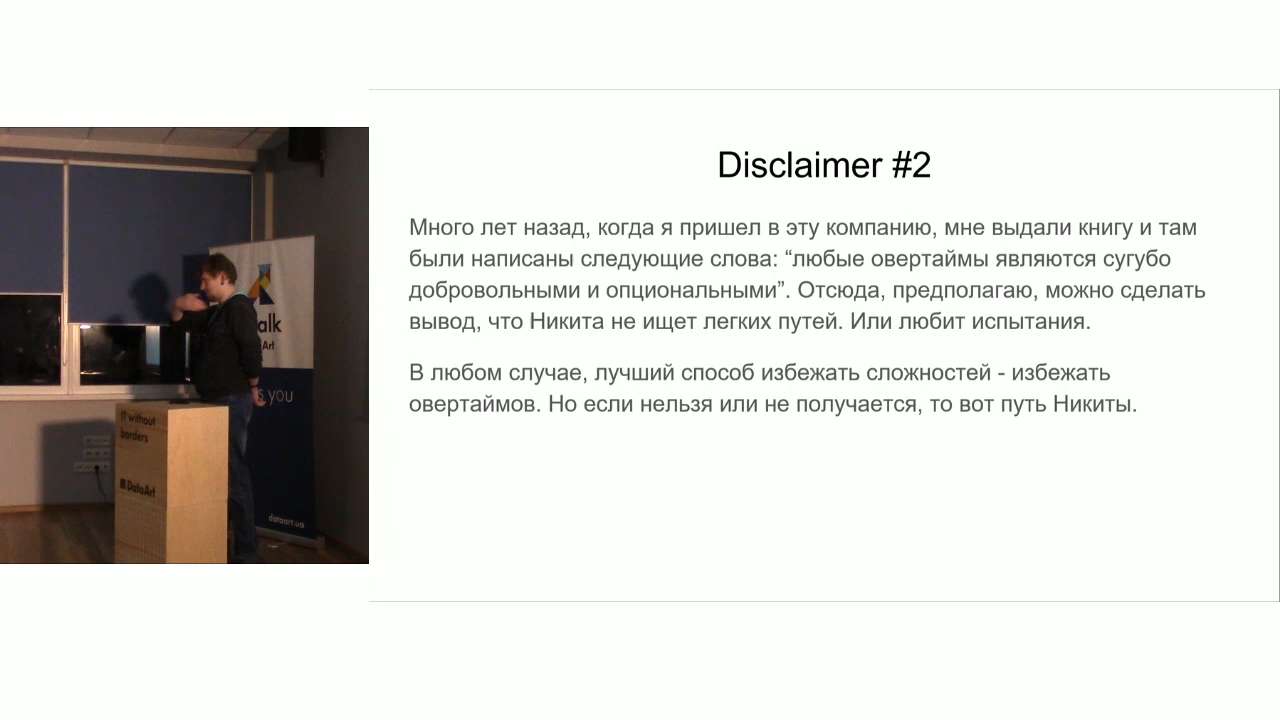 Disclaimer #2
Много лет назад, когда я пришел в эту компанию, мне выдали книгу и там
были написаны следующие слова: “любые овертаймы являются сугубо
добровольными и опциональными”. Отсюда, предполагаю, можно сделать
вывод, что Никита не ищет легких путей. Или любит испытания.
В любом случае, лучший способ избежать сложностей - избежать
овертаймов. Но если нельзя или не получается, то вот путь Никиты.
IT without
borders
DataArt
alk
Art
you
dataart.ua